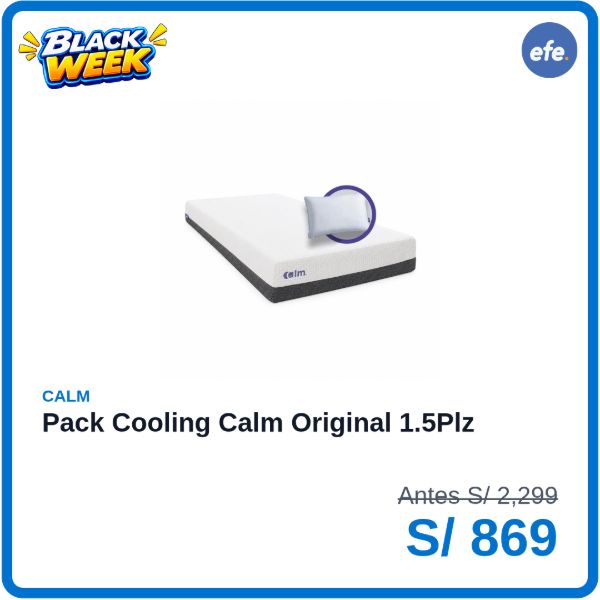 BLACK
WEEK
efe.
Calm.
CALM
Pack Cooling Calm Original 1.5Plz
Antes S/ 2,299
S/ 869